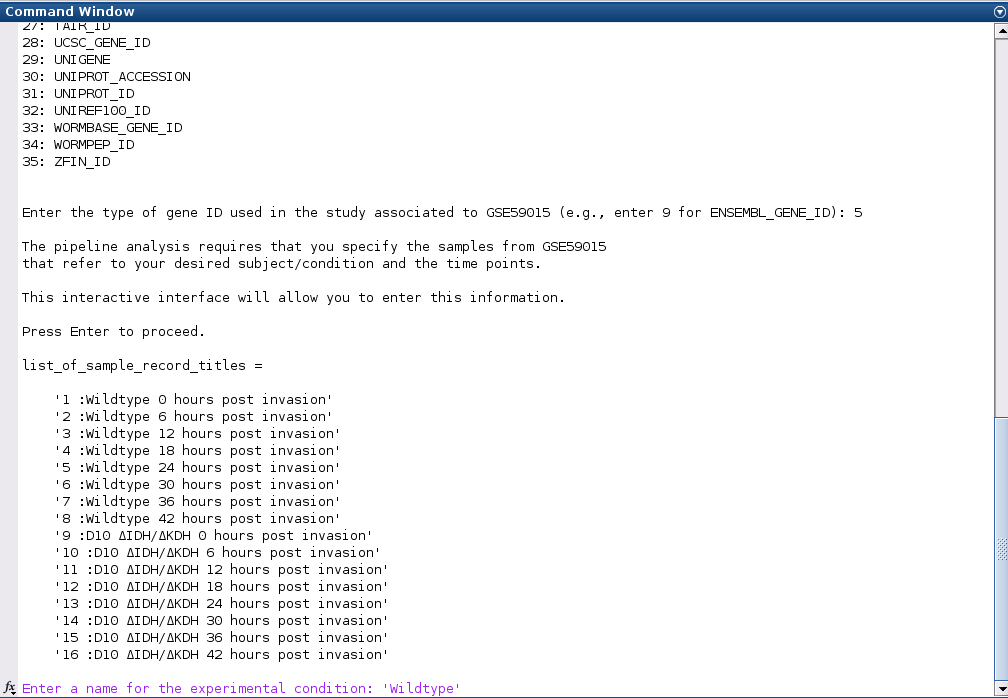 Command Window
27: TAIR_ID
28: UCSC_GENE_ID
29: UNIGENE
30: UNIPROT_ACCESSION
31: UNIPROT_ID
32: UNIREF100_ID
33: WORMBASE_GENE_ID
34: WORMPEP_ID
35: ZFIN_ID
Enter the type of gene ID used in the study associated to GSE59015 (e.g., enter 9 for ENSEMBL_GENE_ID): 5
The pipeline analysis requires that you specify the samples from GSE59015
that refer to your desired subject/condition and the time points.
This interactive interface will allow you to enter this information.
Press Enter to proceed.
list_of_sample_record_titles =
'1 :Wildtype 0 hours post invasion'
'2 :Wildtype 6 hours post invasion'
'3 :Wildtype 12 hours post invasion'
'4 :Wildtype 18 hours post invasion'
'5 :Wildtype 24 hours post invasion'
'6 :Wildtype 30 hours post invasion'
'7 :Wildtype 36 hours post invasion'
'8 :Wildtype 42 hours post invasion'
'9 :D10 ΔIDH/ΔKDH 0 hours post invasion'
'10 :D10 ΔIDH/ΔKDH 6 hours post invasion'
'11 :D10 ΔIDH/ΔKDH 12 hours post invasion'
'12 :D10 ΔIDH/ΔKDH 18 hours post invasion'
'13 :D10 ΔIDH/ΔKDH 24 hours post invasion'
'14 :D10 ΔIDH/ΔKDH 30 hours post invasion'
'15 :D10 ΔIDH/ΔKDH 36 hours post invasion'
'16 :D10 ΔIDH/ΔKDH 42 hours post invasion'
fx Enter a name for the experimental condition: 'Wildtype'